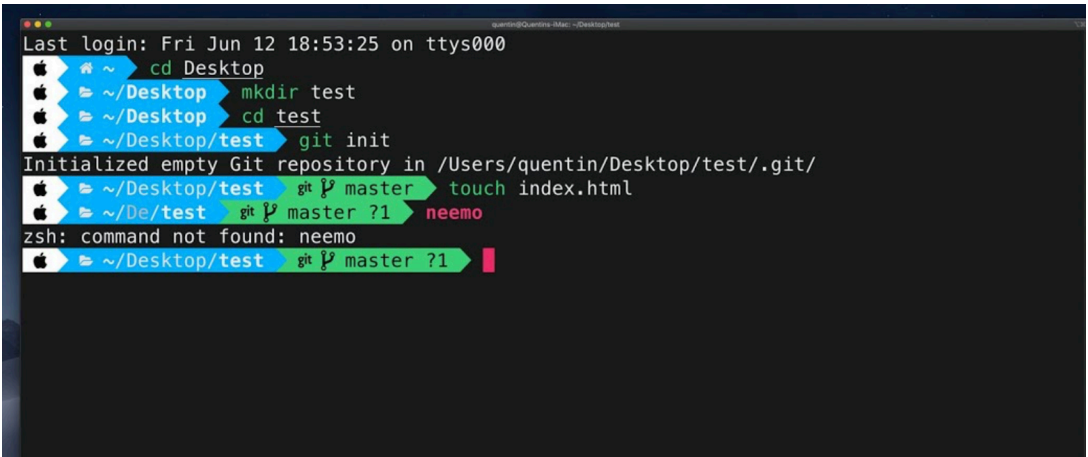 quentin@Quentins-iMac: ~/Desktop/test
Last login: Fri Jun 12 18:53:25 on ttys000
~ cd Desktop
~/Desktop mkdir test
~/Desktop cd test
~/Desktop/test git init
Initialized empty Git repository in /Users/quentin/Desktop/test/.git/
~/Desktop/test git master touch index.html
~/De/test git master ?1 neemo
zsh: command not found: neemo
~/Desktop/test git master ?1